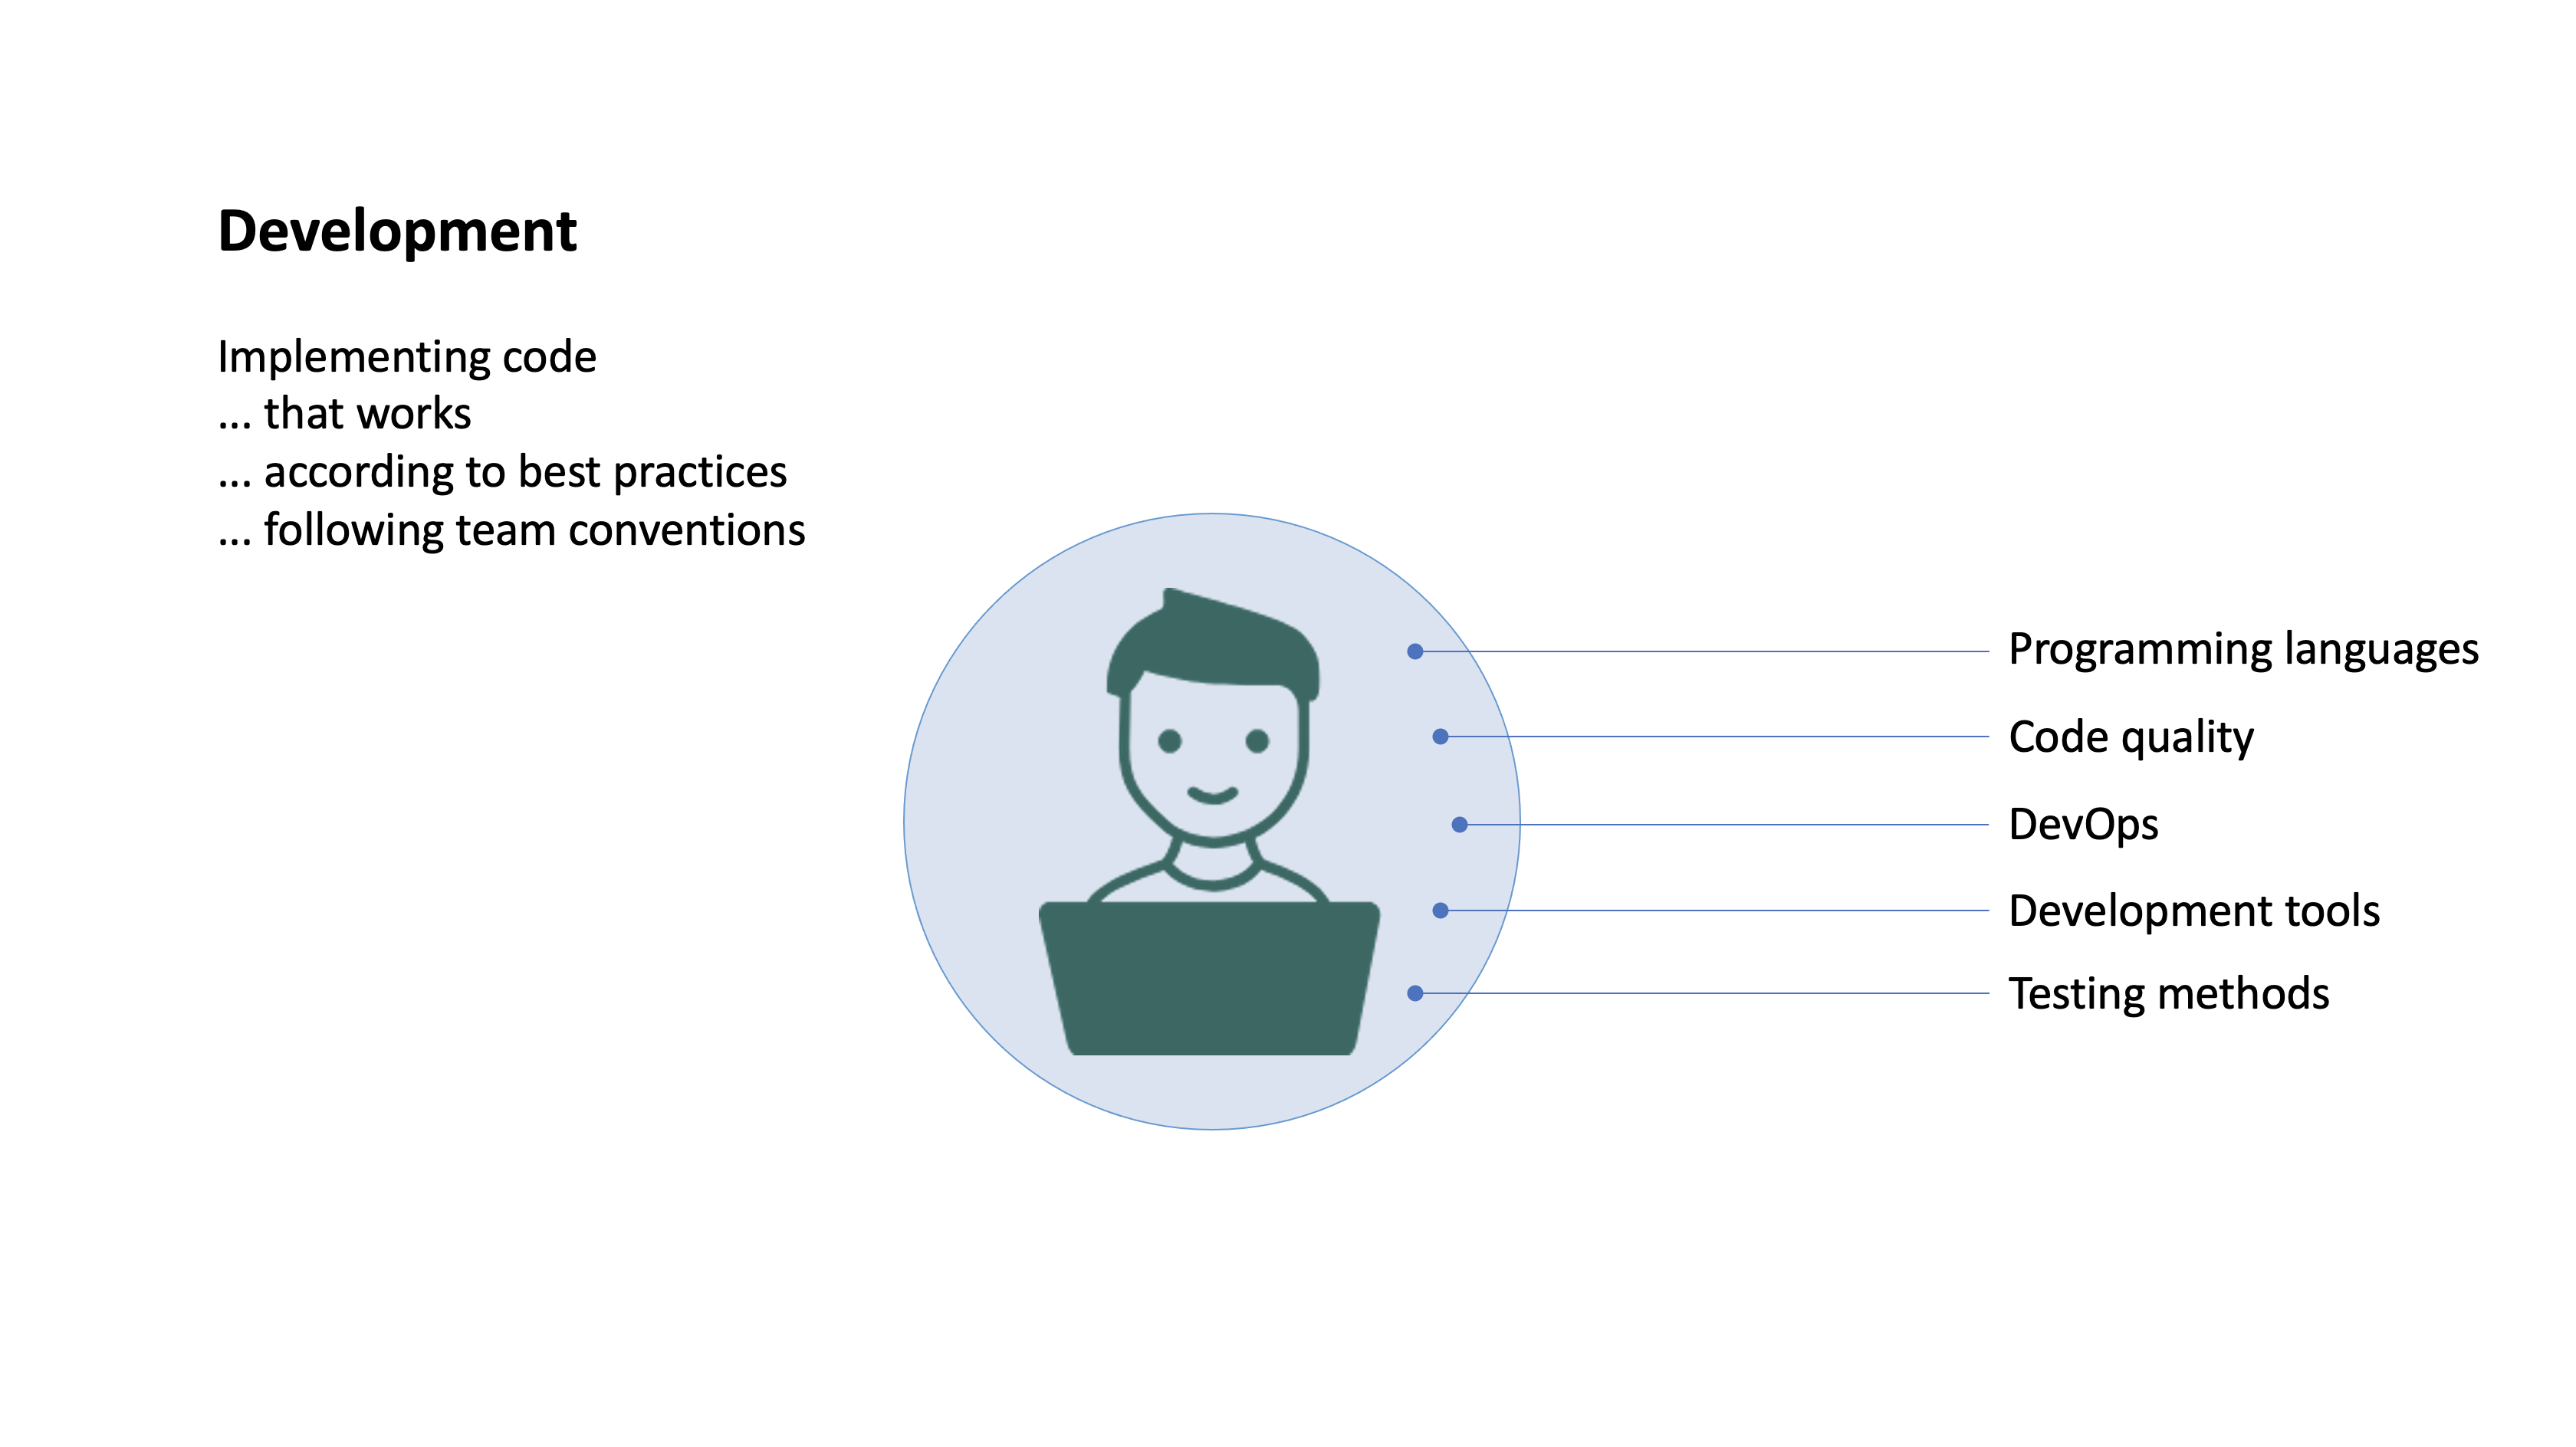 Development
Implementing code
... that works
... according to best practices
... following team conventions
Programming languages
Code quality
DevOps
Development tools
Testing methods